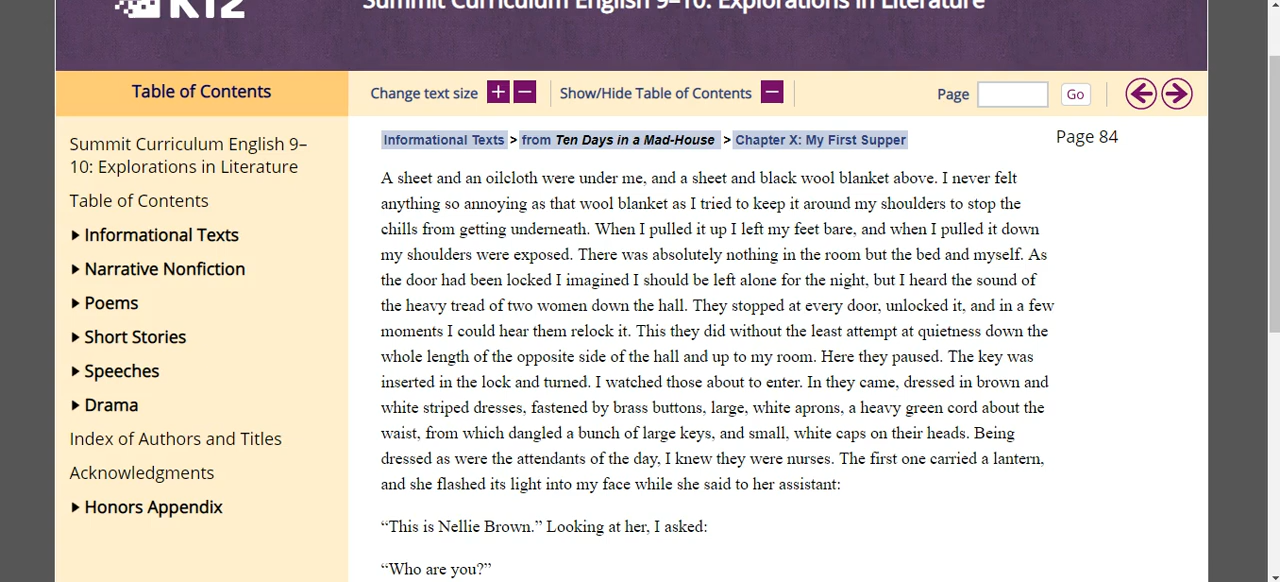 K12
Summit Curriculum English 9–10: Explorations in Literature
Table of Contents
Change text size + −
Show/Hide Table of Contents −
Page
Go
Summit Curriculum English 9–
10: Explorations in Literature
Table of Contents
Informational Texts
Narrative Nonfiction
Poems
Short Stories
Speeches
Drama
Index of Authors and Titles
Acknowledgments
Honors Appendix
Informational Texts > from Ten Days in a Mad-House > Chapter X: My First Supper
Page 84
A sheet and an oilcloth were under me, and a sheet and black wool blanket above. I never felt
anything so annoying as that wool blanket as I tried to keep it around my shoulders to stop the
chills from getting underneath. When I pulled it up I left my feet bare, and when I pulled it down
my shoulders were exposed. There was absolutely nothing in the room but the bed and myself. As
the door had been locked I imagined I should be left alone for the night, but I heard the sound of
the heavy tread of two women down the hall. They stopped at every door, unlocked it, and in a few
moments I could hear them relock it. This they did without the least attempt at quietness down the
whole length of the opposite side of the hall and up to my room. Here they paused. The key was
inserted in the lock and turned. I watched those about to enter. In they came, dressed in brown and
white striped dresses, fastened by brass buttons, large, white aprons, a heavy green cord about the
waist, from which dangled a bunch of large keys, and small, white caps on their heads. Being
dressed as were the attendants of the day, I knew they were nurses. The first one carried a lantern,
and she flashed its light into my face while she said to her assistant:
“This is Nellie Brown.” Looking at her, I asked:
“Who are you?”